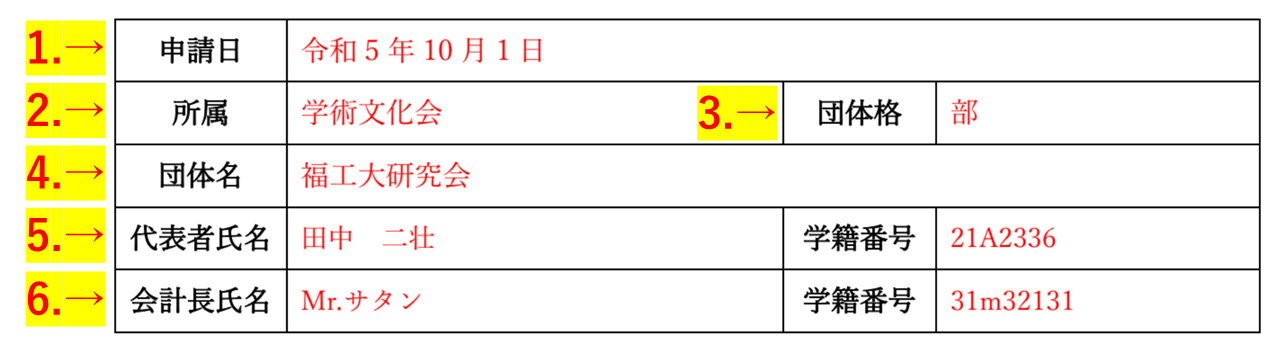 1.→ 申請日 令和 5 年 10 月 1 日
2.→ 所属 学術文化会 3.→ 団体格 部
4.→ 団体名 福工大研究会
5.→ 代表者氏名 田中　二壮 学籍番号 21A2336
6.→ 会計長氏名 Mr.サタン 学籍番号 31m32131